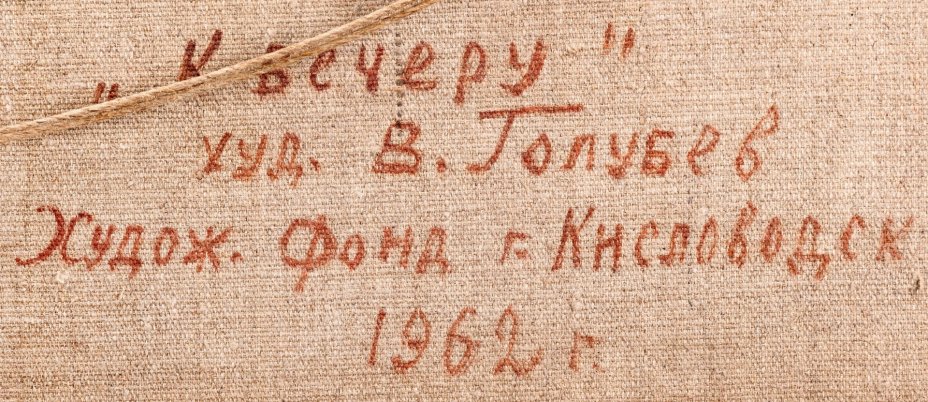 "К вечеру"
худ. В. Голубев
Худож. Фонд г. Кисловодск
1962 г.